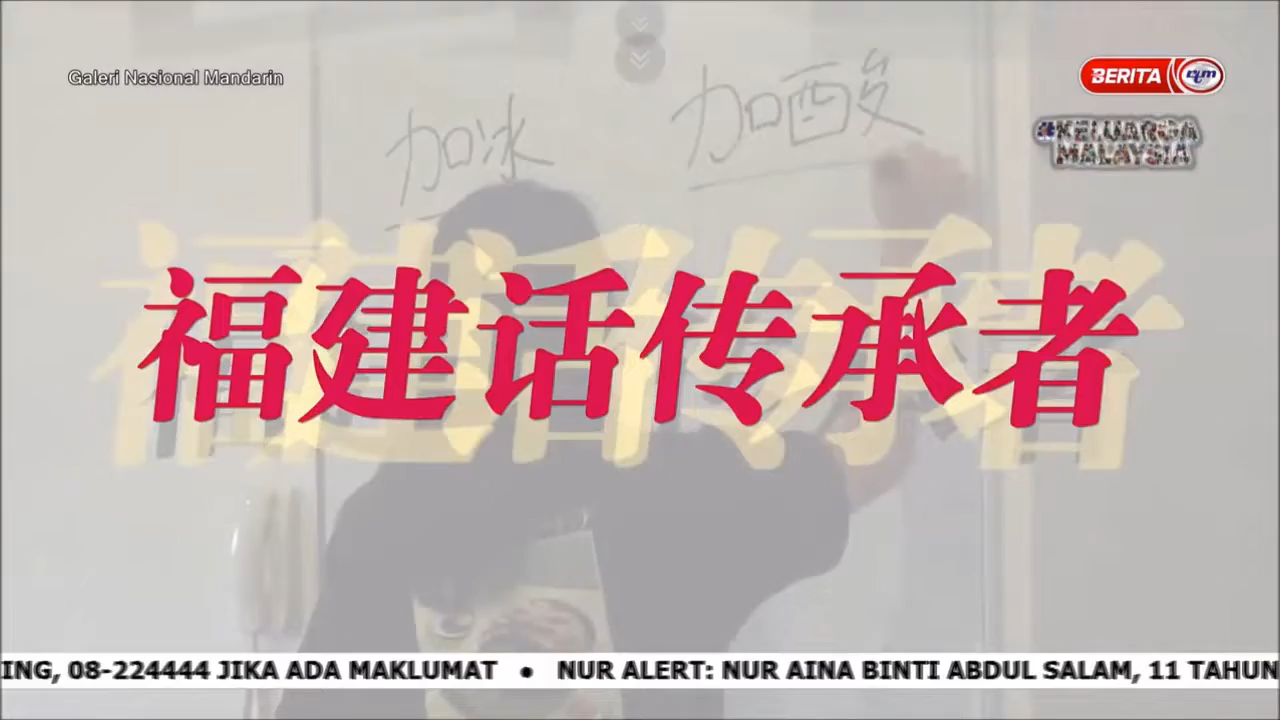 Galeri Nasional Mandarin
BERITA rtm
#KELUARGA
MALAYSIA
加冰 加酸
福建话传承者
ING, 08-224444 JIKA ADA MAKLUMAT • NUR ALERT: NUR AINA BINTI ABDUL SALAM, 11 TAHUN